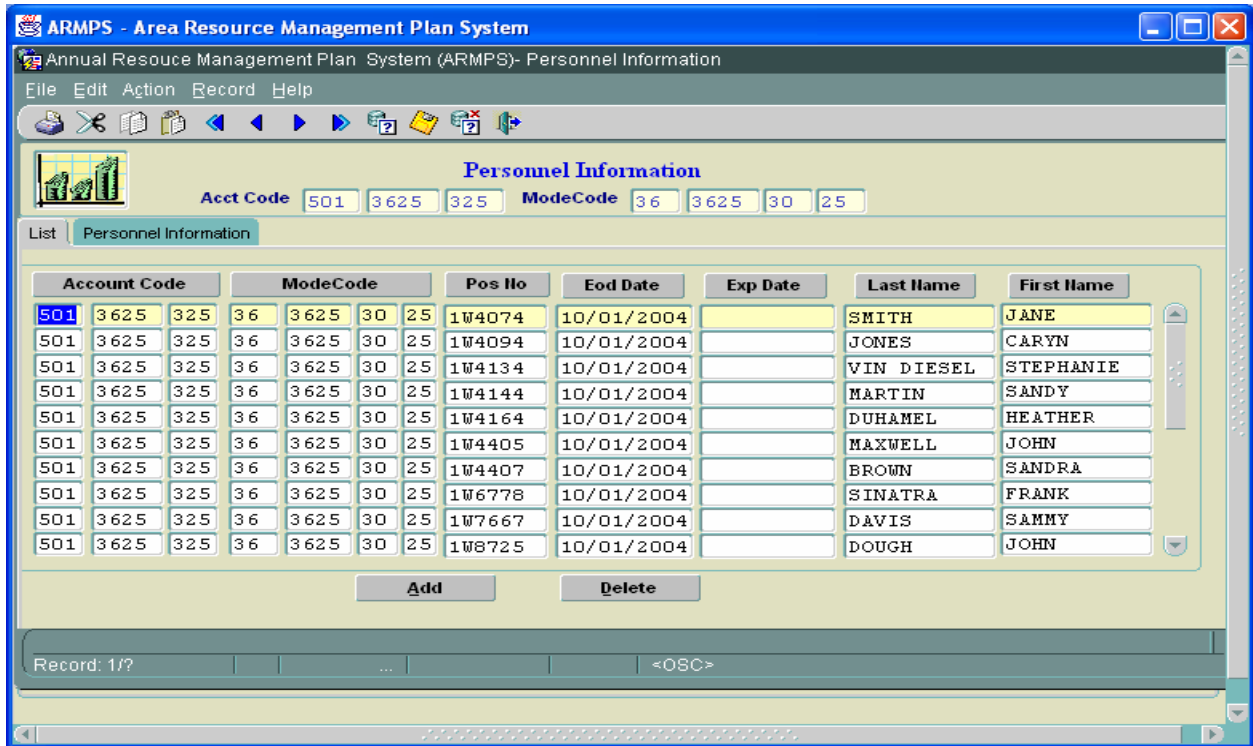 ARMPS - Area Resource Management Plan System
Annual Resouce Management Plan System (ARMPS)- Personnel Information
File Edit Action Record Help
Personnel Information
Acct Code 501 3625 325 ModeCode 36 3625 30 25
List Personnel Information
Account Code ModeCode Pos No Eod Date Exp Date Last Name First Name
501 3625 325 36 3625 30 25 1W4074 10/01/2004 SMITH JANE
501 3625 325 36 3625 30 25 1W4094 10/01/2004 JONES CARYN
501 3625 325 36 3625 30 25 1W4134 10/01/2004 VIN DIESEL STEPHANIE
501 3625 325 36 3625 30 25 1W4144 10/01/2004 MARTIN SANDY
501 3625 325 36 3625 30 25 1W4164 10/01/2004 DUHAMEL HEATHER
501 3625 325 36 3625 30 25 1W4405 10/01/2004 MAXWELL JOHN
501 3625 325 36 3625 30 25 1W4407 10/01/2004 BROWN SANDRA
501 3625 325 36 3625 30 25 1W6778 10/01/2004 SINATRA FRANK
501 3625 325 36 3625 30 25 1W7667 10/01/2004 DAVIS SAMMY
501 3625 325 36 3625 30 25 1W8725 10/01/2004 DOUGH JOHN
Add Delete
Record: 1/? ... <OSC>